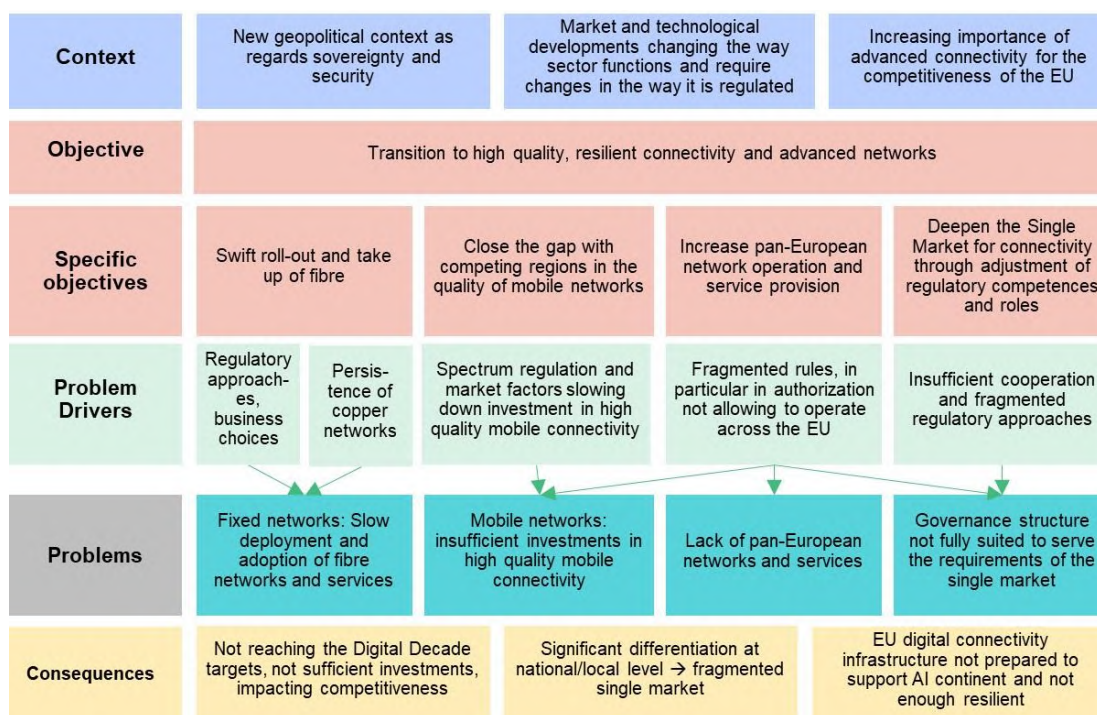 Context
New geopolitical context as
regards sovereignty and
security
Market and technological
developments changing the way
sector functions and require
changes in the way it is regulated
Increasing importance of
advanced connectivity for the
competitiveness of the EU
Objective
Transition to high quality, resilient connectivity and advanced networks
Specific
objectives
Swift roll-out and take
up of fibre
Close the gap with
competing regions in the
quality of mobile networks
Increase pan-European
network operation and
service provision
Deepen the Single
Market for connectivity
through adjustment of
regulatory competences
and roles
Problem
Drivers
Regulatory
approach-
es,
business
choices
Persis-
tence of
copper
networks
Spectrum regulation and
market factors slowing
down investment in high
quality mobile connectivity
Fragmented rules, in
particular in authorization
not allowing to operate
across the EU
Insufficient cooperation
and fragmented
regulatory approaches
Problems
Fixed networks: Slow
deployment and
adoption of fibre
networks and services
Mobile networks:
insufficient investments in
high quality mobile
connectivity
Lack of pan-European
networks and services
Governance structure
not fully suited to serve
the requirements of the
single market
Consequences
Not reaching the Digital Decade
targets, not sufficient investments,
impacting competitiveness
Significant differentiation at
national/local level → fragmented
single market
EU digital connectivity
infrastructure not prepared to
support AI continent and not
enough resilient